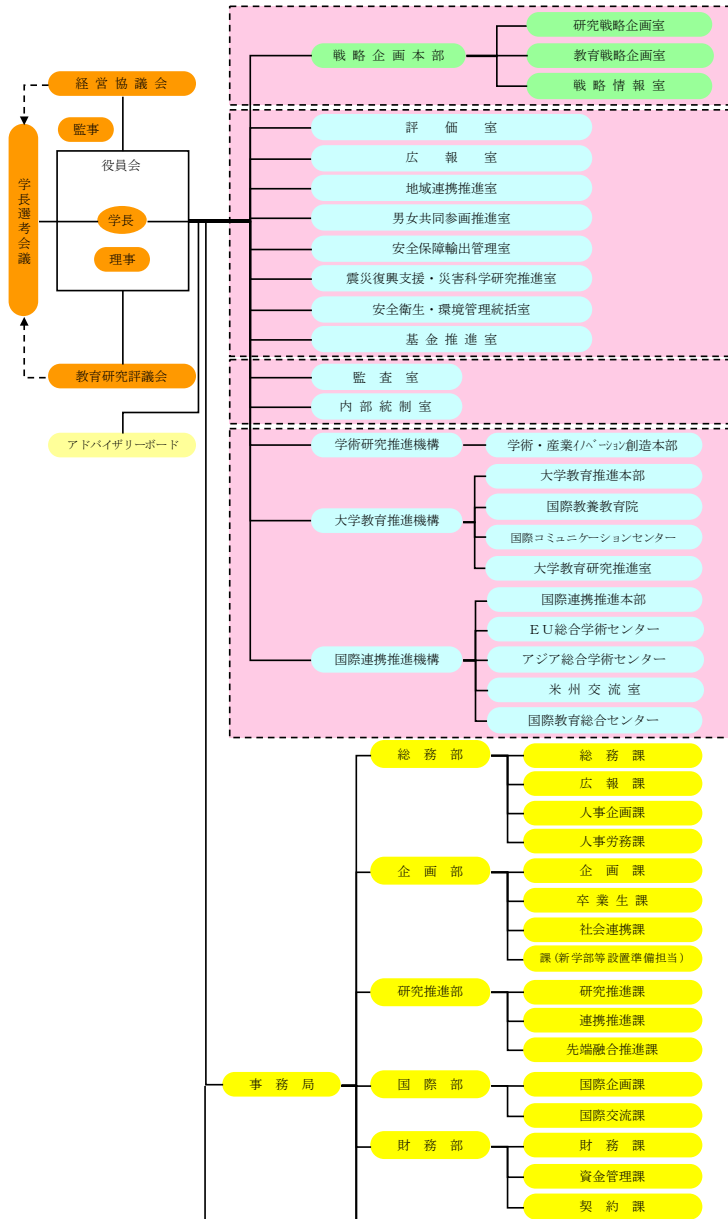 経営協議会
監事
役員会
学長
理事
学長選考会議
教育研究評議会
アドバイザリーボード
戦略企画本部
研究戦略企画室
教育戦略企画室
戦略情報室
評価室
広報室
地域連携推進室
男女共同参画推進室
安全保障輸出管理室
震災復興支援・災害科学研究推進室
安全衛生・環境管理統括室
基金推進室
監査室
内部統制室
学術研究推進機構
学術・産業イノベーション創造本部
大学教育推進機構
大学教育推進本部
国際教養教育院
国際コミュニケーションセンター
大学教育研究推進室
国際連携推進機構
国際連携推進本部
ＥＵ総合学術センター
アジア総合学術センター
米州交流室
国際教育総合センター
事務局
総務部
総務課
広報課
人事企画課
人事労務課
企画部
企画課
卒業生課
社会連携課
課(新学部等設置準備担当)
研究推進部
研究推進課
連携推進課
先端融合推進課
国際部
国際企画課
国際交流課
財務部
財務課
資金管理課
契約課